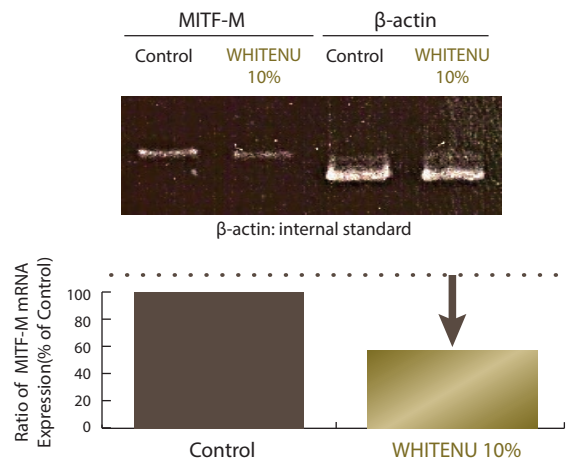 MITF-M β-actin
Control WHITENU 10% Control WHITENU 10%
β-actin: internal standard
Ratio of MITF-M mRNA
Expression(% of Control)
100
80
60
40
20
0
Control WHITENU 10%